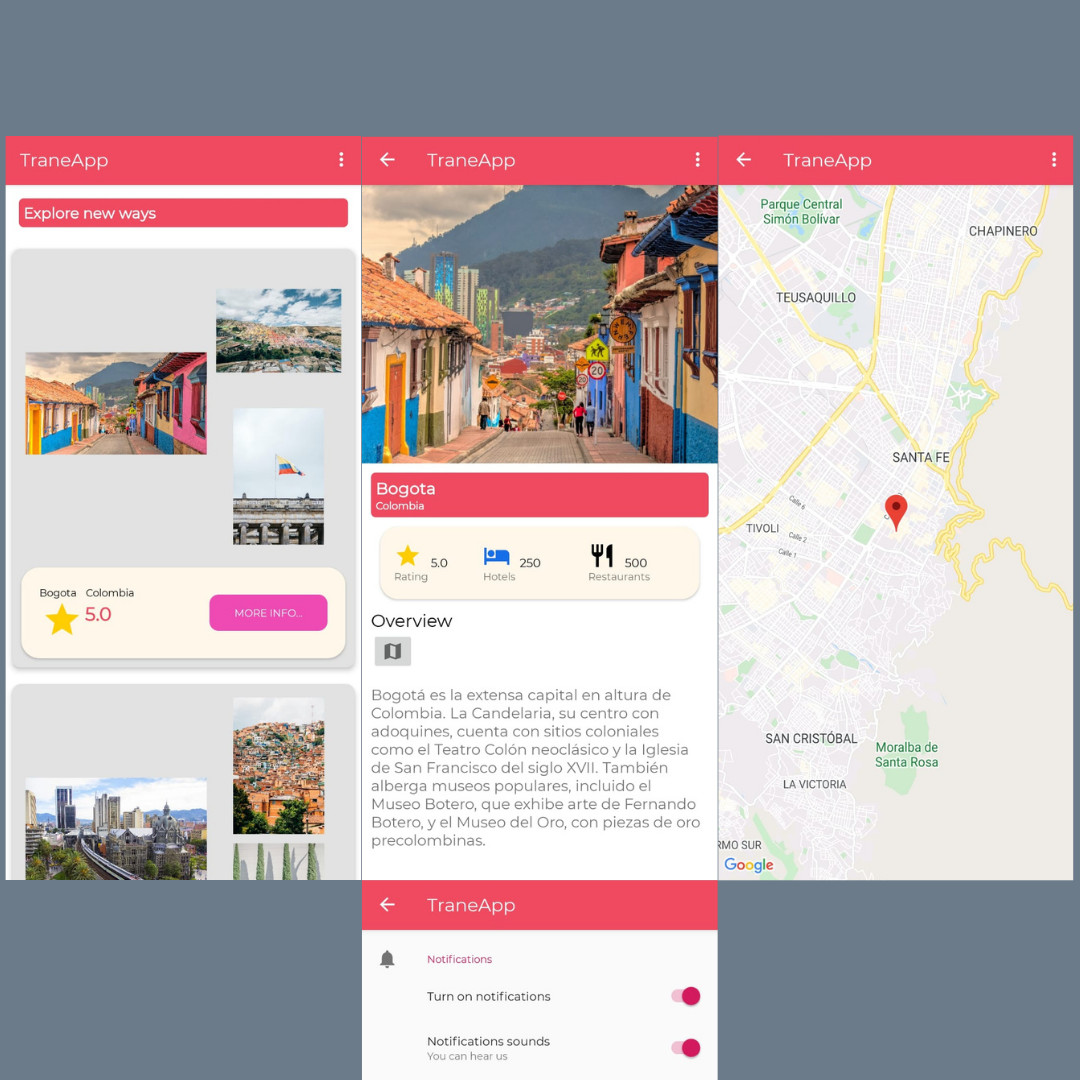 TraneApp
Explore new ways
Bogota Colombia
5.0
MORE INFO...
TraneApp
20
20
Bogota
Colombia
5.0 250 500
Rating Hotels Restaurants
Overview
Bogotá es la extensa capital en altura de
Colombia. La Candelaria, su centro con
adoquines, cuenta con sitios coloniales
como el Teatro Colón neoclásico y la Iglesia
de San Francisco del siglo XVII. También
alberga museos populares, incluido el
Museo Botero, que exhibe arte de Fernando
Botero, y el Museo del Oro, con piezas de oro
precolombinas.
TraneApp
Parque Central
Simón Bolívar
CHAPINERO
TEUSAQUILLO
SANTA FE
Calle 6
TIVOLI
Calle 2
Calle 1
SAN CRISTÓBAL
Moralba de
Santa Rosa
LA VICTORIA
RMO SUR
Google
TraneApp
Notifications
Turn on notifications
Notifications sounds
You can hear us